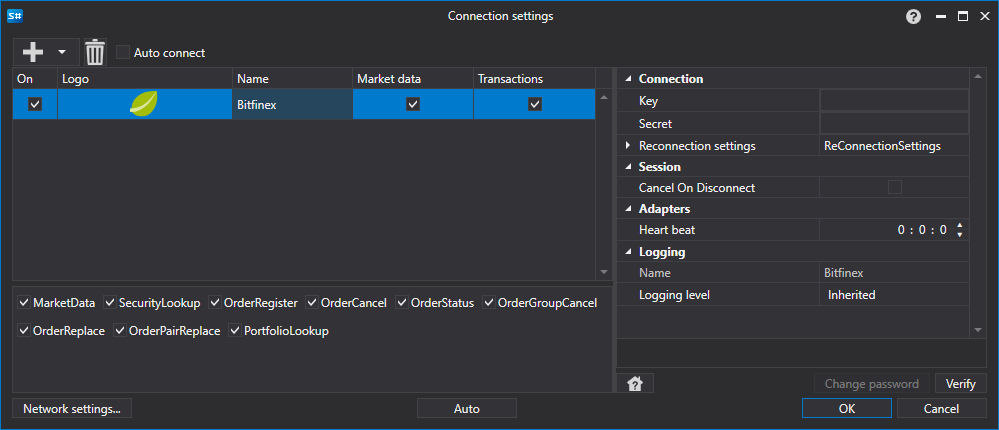 S#
Connection settings
?
Auto connect
On Logo Name Market data Transactions
Bitfinex
Connection
Key
Secret
Reconnection settings ReConnectionSettings
Session
Cancel On Disconnect
Adapters
Heart beat 0 : 0 : 0
Logging
Name Bitfinex
Logging level Inherited
MarketData SecurityLookup OrderRegister OrderCancel OrderStatus OrderGroupCancel
OrderReplace OrderPairReplace PortfolioLookup
?
Change password Verify
Network settings... Auto OK Cancel